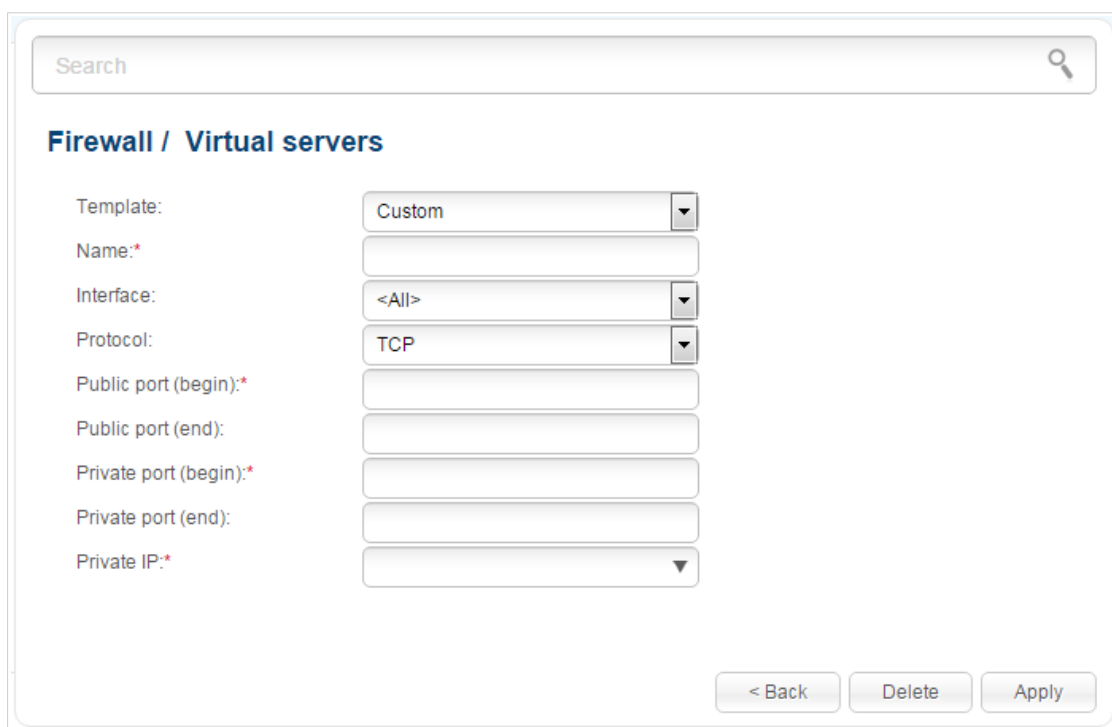 Search
Firewall / Virtual servers
Template: Custom
Name:*
Interface: <All>
Protocol: TCP
Public port (begin):*
Public port (end):
Private port (begin):*
Private port (end):
Private IP:*
< Back Delete Apply